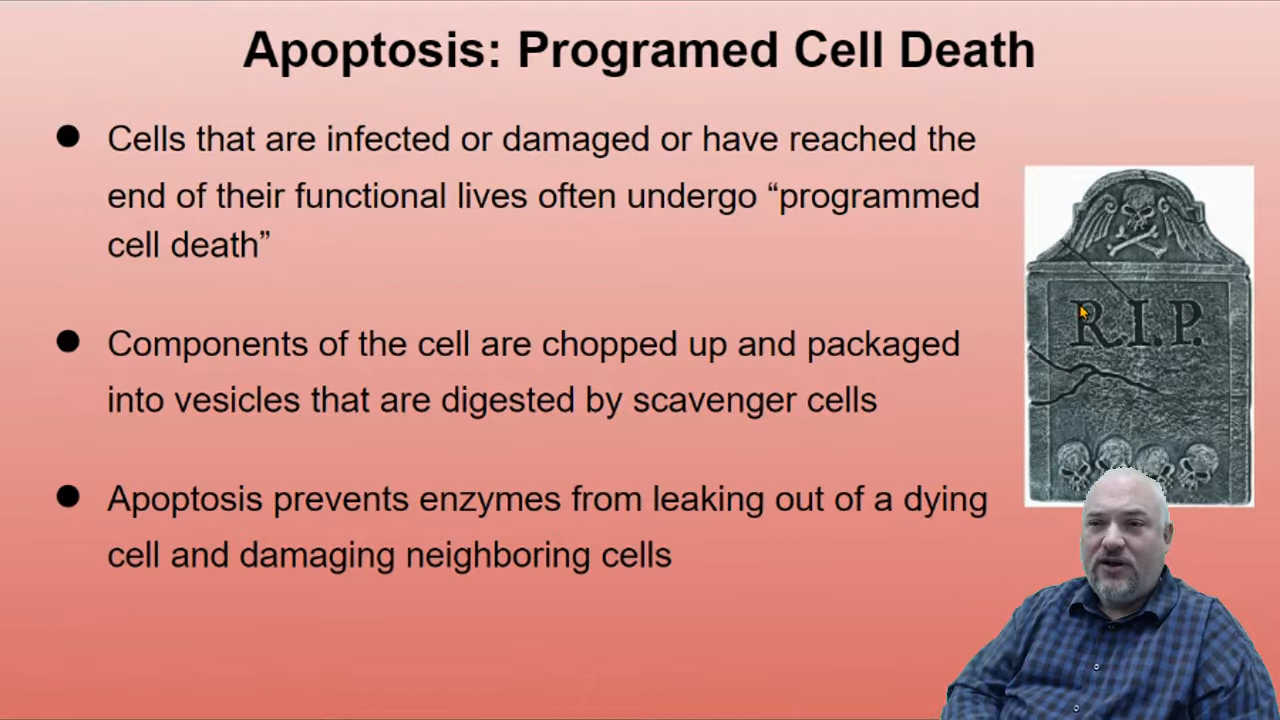 Apoptosis: Programed Cell Death
● Cells that are infected or damaged or have reached the
end of their functional lives often undergo “programmed
cell death”
● Components of the cell are chopped up and packaged
into vesicles that are digested by scavenger cells
● Apoptosis prevents enzymes from leaking out of a dying
cell and damaging neighboring cells
R.I.P.